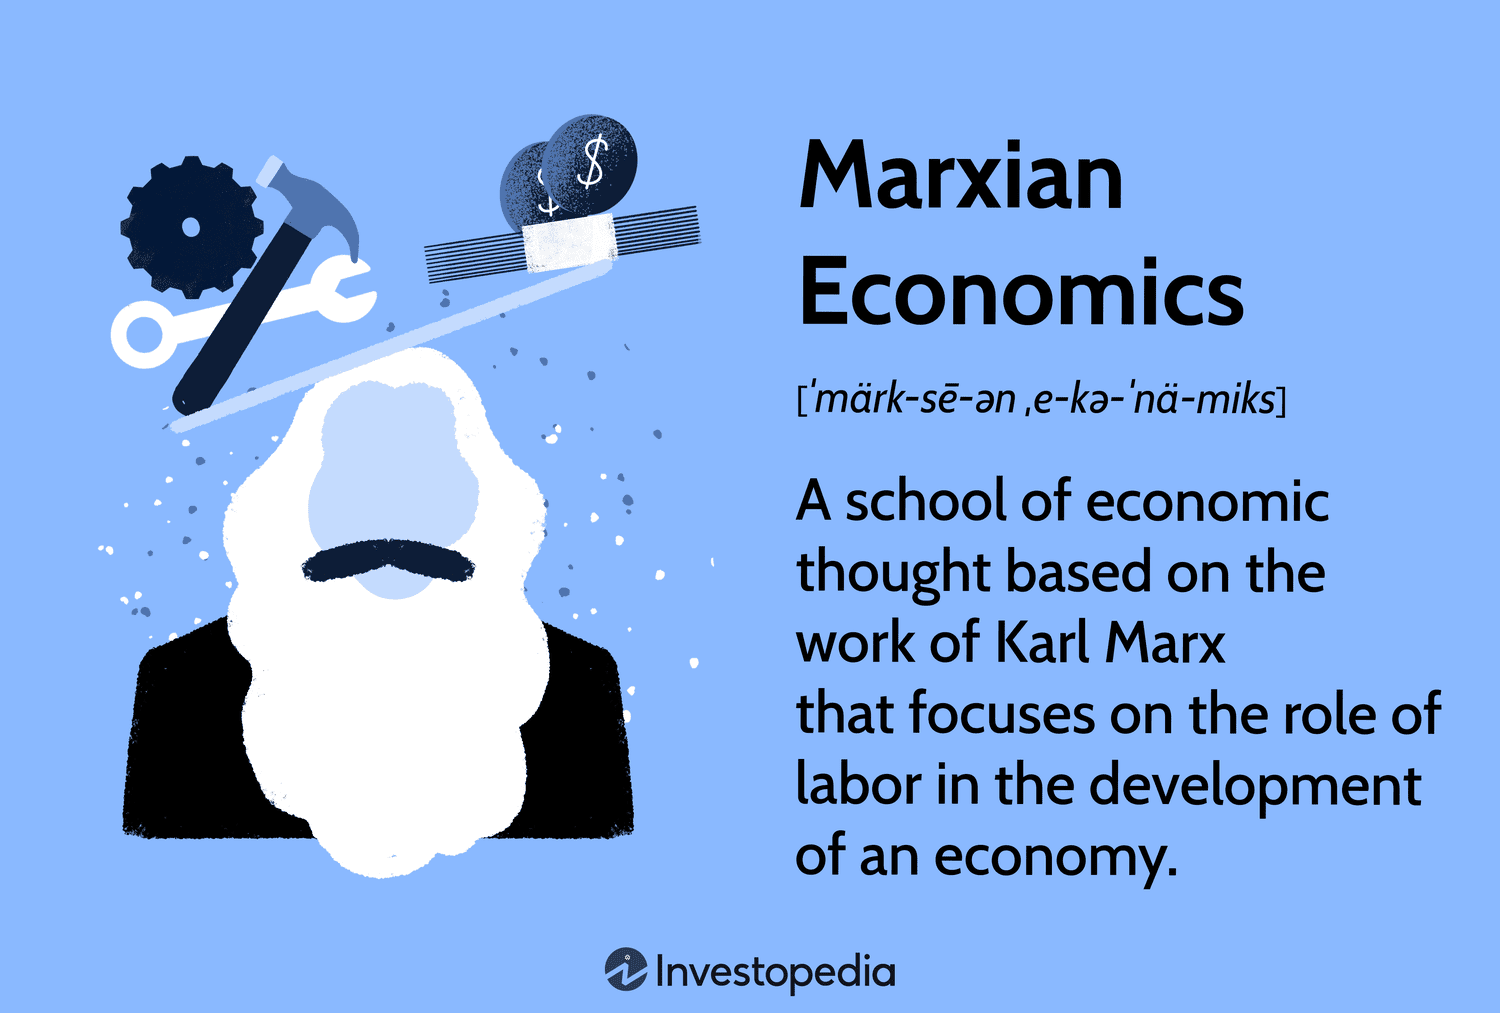 $ $
Marxian
Economics
[ˈmärk-sē-ən ˌe-kə-ˈnä-miks]
A school of economic
thought based on the
work of Karl Marx
that focuses on the role of
labor in the development
of an economy.
Investopedia